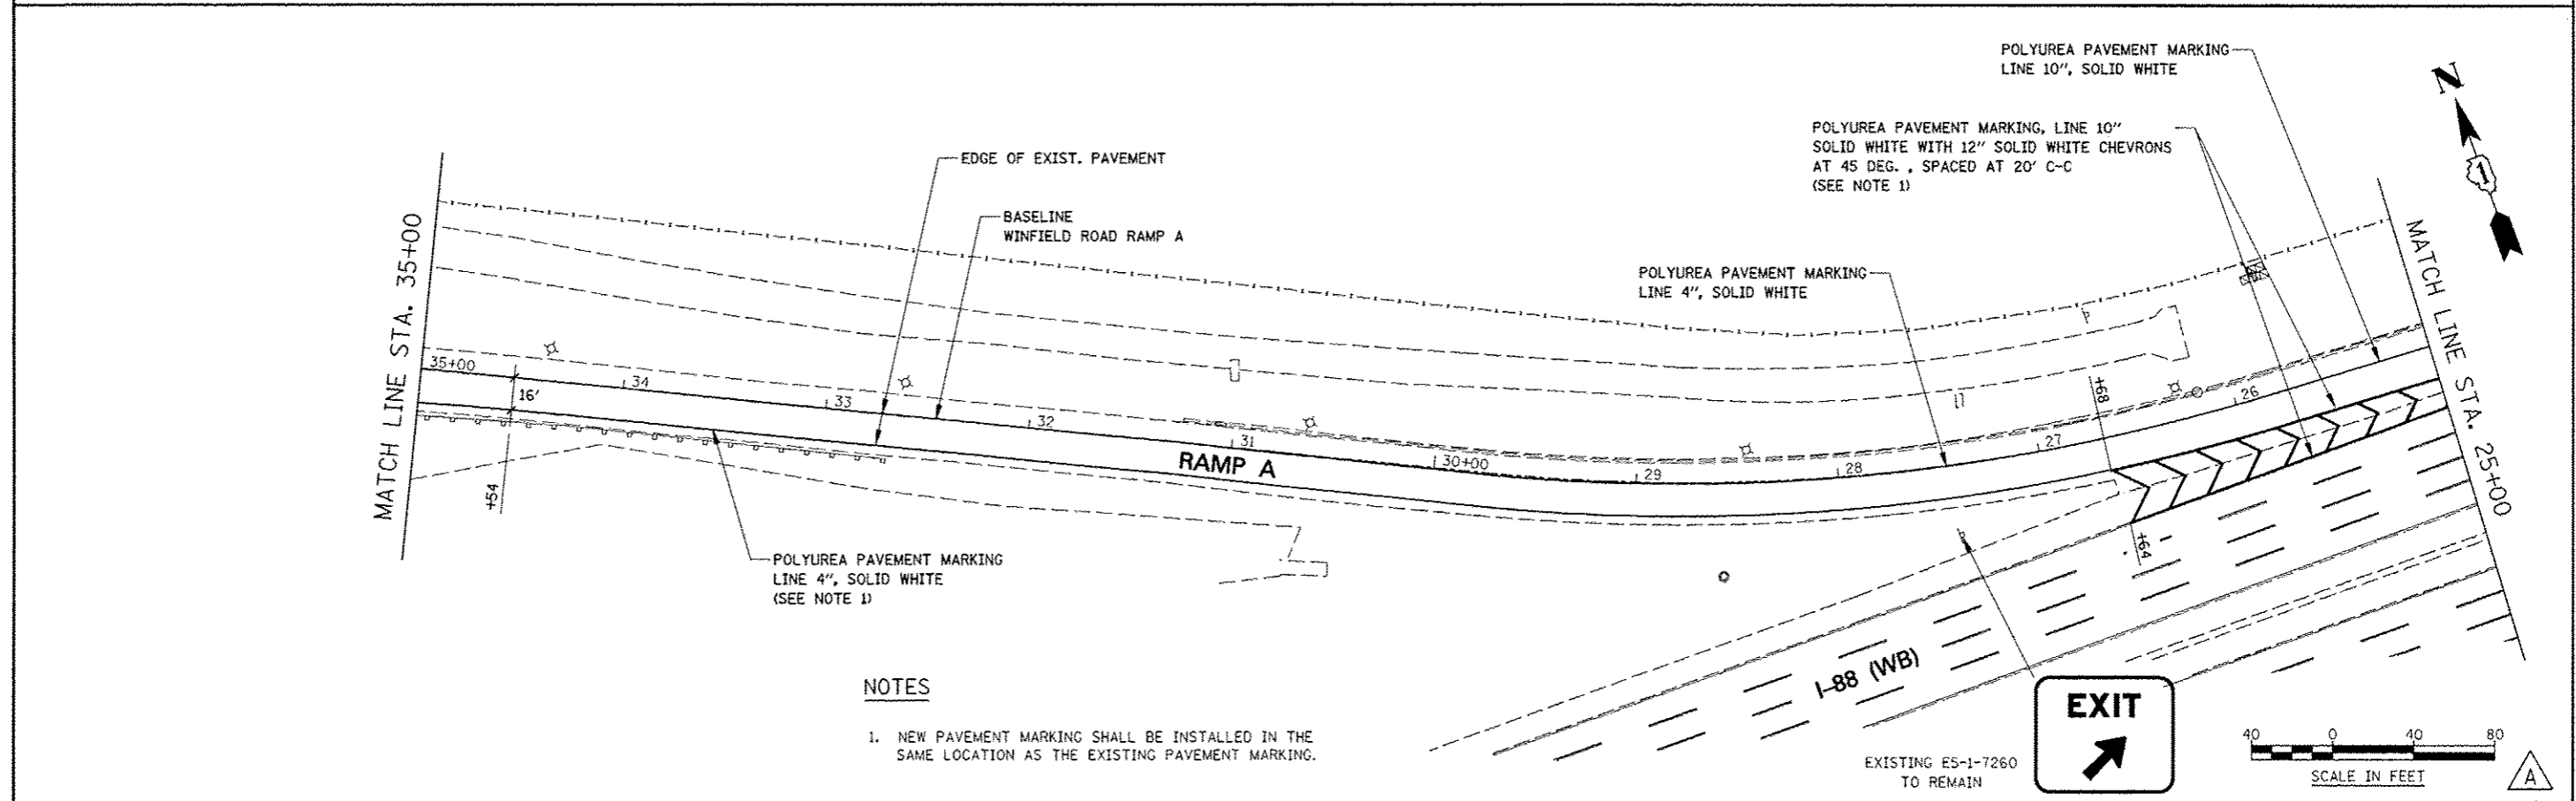 POLYUREA PAVEMENT MARKING
LINE 10", SOLID WHITE
N
1
POLYUREA PAVEMENT MARKING, LINE 10"
SOLID WHITE WITH 12" SOLID WHITE CHEVRONS
AT 45 DEG. , SPACED AT 20' C-C
(SEE NOTE 1)
EDGE OF EXIST. PAVEMENT
BASELINE
WINFIELD ROAD RAMP A
POLYUREA PAVEMENT MARKING
LINE 4", SOLID WHITE
MATCH LINE STA. 35+00
MATCH LINE STA. 25+00
35+00
34
33
32
31
30+00
29
28
27
26
16'
+54
+68
+64
RAMP A
POLYUREA PAVEMENT MARKING
LINE 4", SOLID WHITE
(SEE NOTE 1)
I-88 (WB)
NOTES
1. NEW PAVEMENT MARKING SHALL BE INSTALLED IN THE
SAME LOCATION AS THE EXISTING PAVEMENT MARKING.
EXIT
EXISTING E5-1-7260
TO REMAIN
40 0 40 80
SCALE IN FEET
A